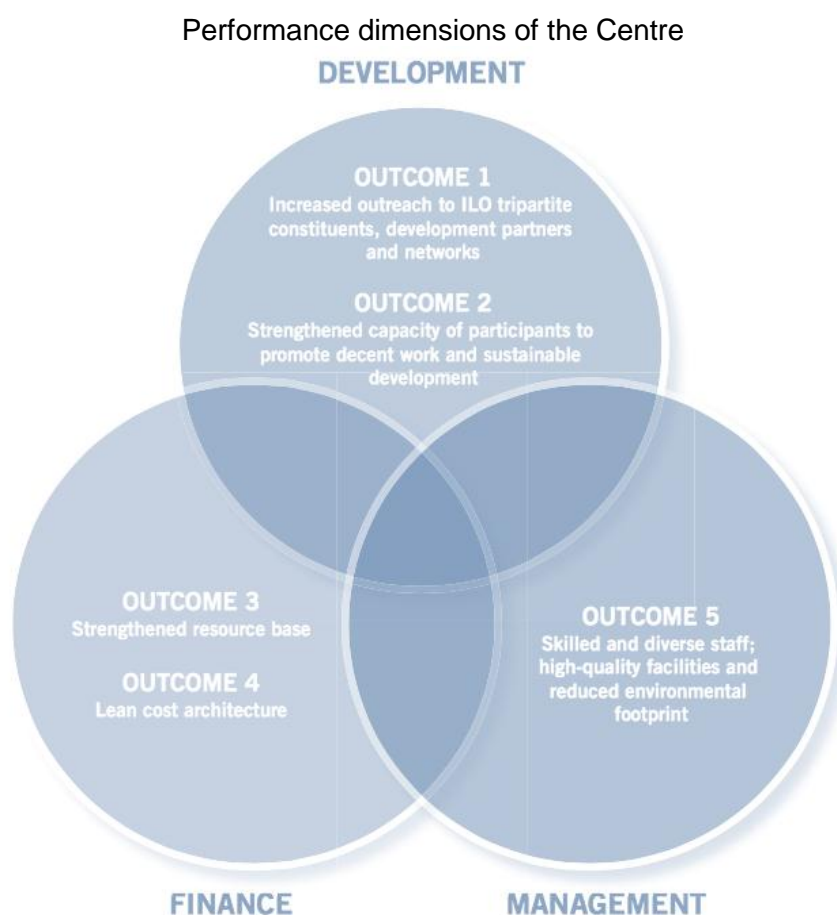 Performance dimensions of the Centre
DEVELOPMENT
OUTCOME 1
Increased outreach to ILO tripartite
constituents, development partners
and networks
OUTCOME 2
Strengthened capacity of participants to
promote decent work and sustainable
development
OUTCOME 3
Strengthened resource base
OUTCOME 4
Lean cost architecture
OUTCOME 5
Skilled and diverse staff;
high-quality facilities and
reduced environmental
footprint
FINANCE
MANAGEMENT